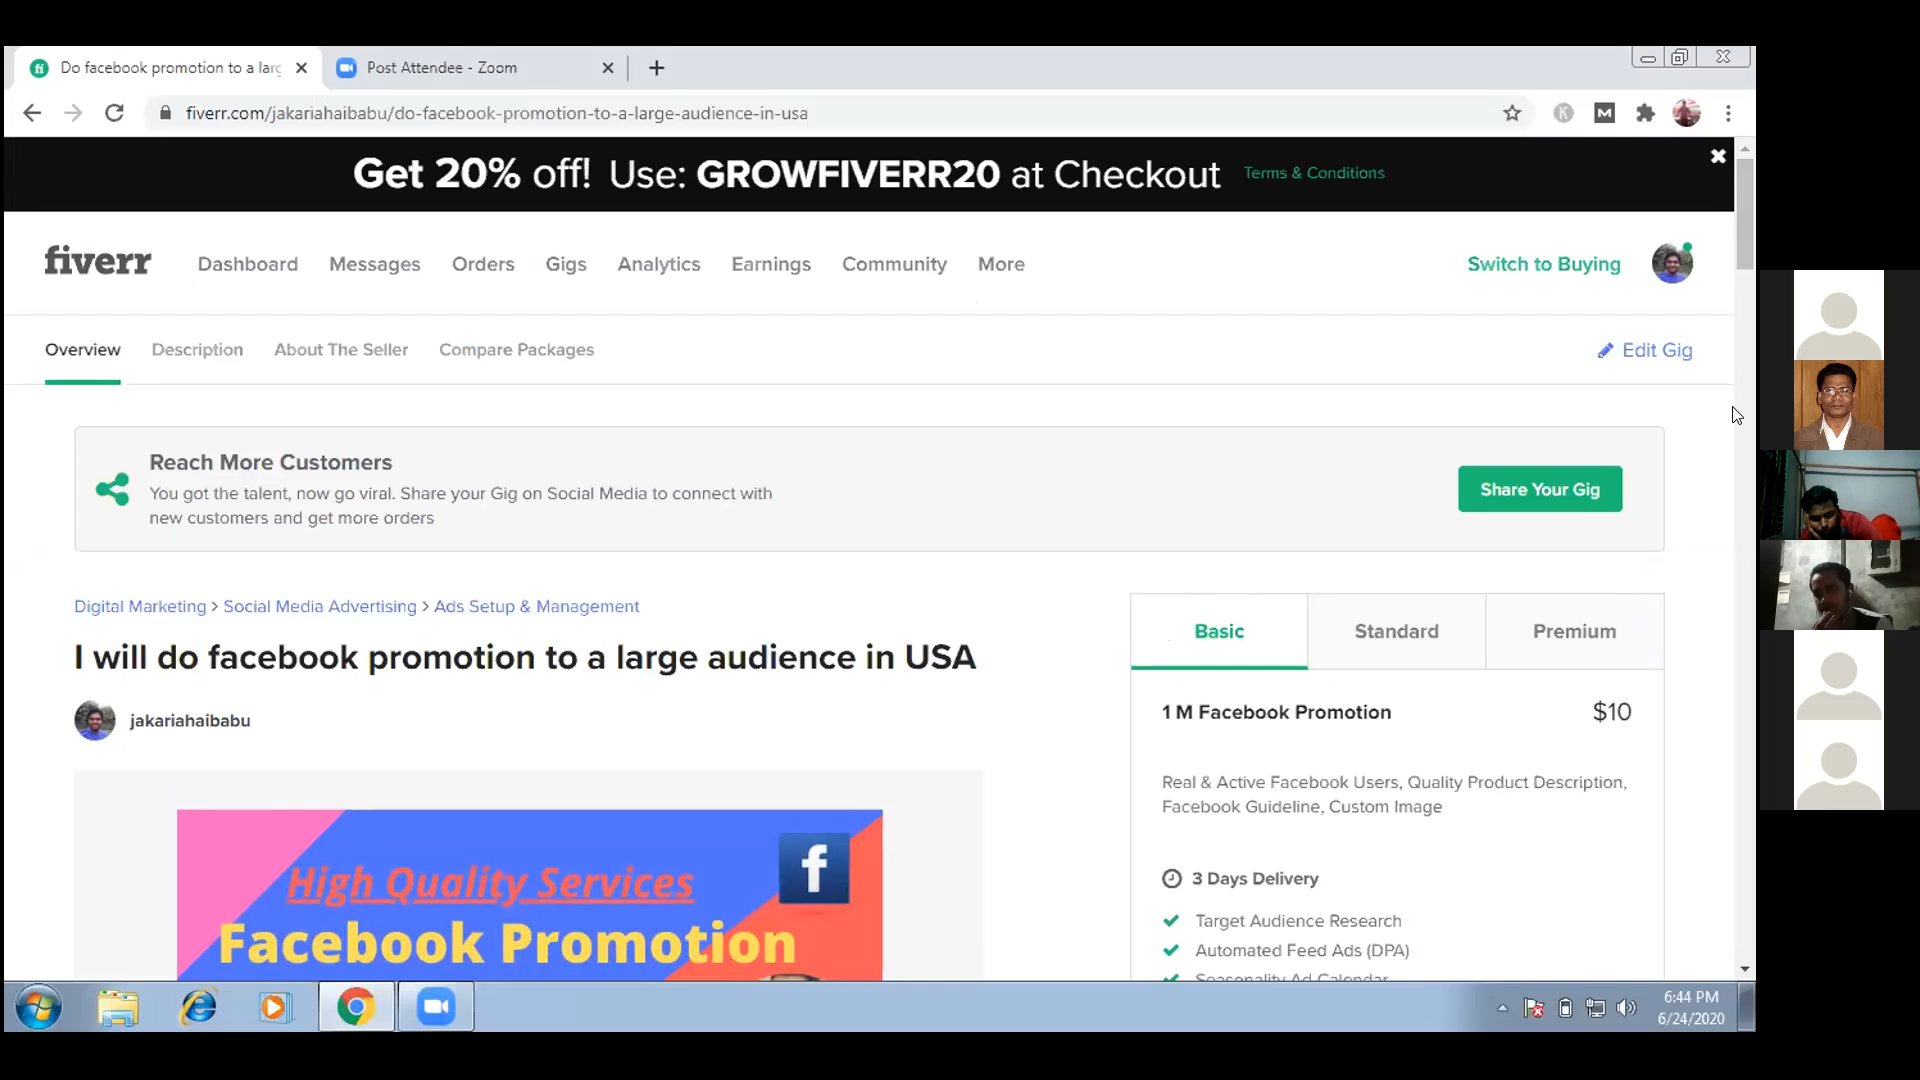 Do facebook promotion to a larg
Post Attendee - Zoom
fiverr.com/jakariahaibabu/do-facebook-promotion-to-a-large-audience-in-usa
Get 20% off! Use: GROWFIVERR20 at Checkout Terms & Conditions
fiverr Dashboard Messages Orders Gigs Analytics Earnings Community More Switch to Buying
Overview Description About The Seller Compare Packages Edit Gig
Reach More Customers
You got the talent, now go viral. Share your Gig on Social Media to connect with
new customers and get more orders
Share Your Gig
Digital Marketing > Social Media Advertising > Ads Setup & Management
I will do facebook promotion to a large audience in USA
jakariahaibabu
High Quality Services
Facebook Promotion
Basic Standard Premium
1 M Facebook Promotion $10
Real & Active Facebook Users, Quality Product Description,
Facebook Guideline, Custom Image
3 Days Delivery
Target Audience Research
Automated Feed Ads (DPA)
Seasonality Ad Calendar
6:44 PM
6/24/2020